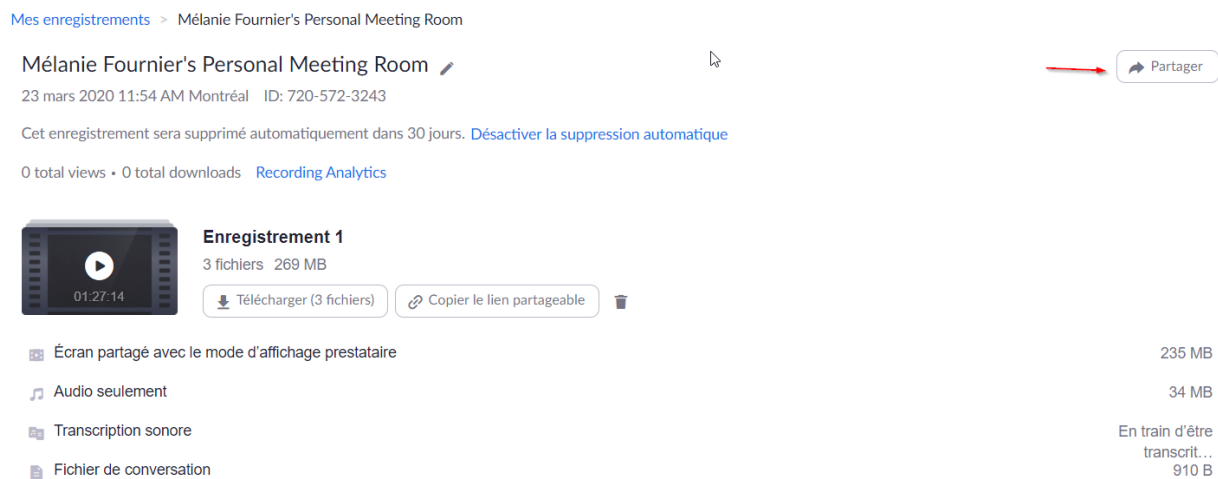 Mes enregistrements > Mélanie Fournier's Personal Meeting Room
Mélanie Fournier's Personal Meeting Room
Partager
23 mars 2020 11:54 AM Montréal ID: 720-572-3243
Cet enregistrement sera supprimé automatiquement dans 30 jours. Désactiver la suppression automatique
0 total views • 0 total downloads Recording Analytics
Enregistrement 1
3 fichiers 269 MB
01:27:14
Télécharger (3 fichiers) Copier le lien partageable
Écran partagé avec le mode d'affichage prestataire 235 MB
Audio seulement 34 MB
Transcription sonore En train d'être
transcrit...
Fichier de conversation 910 B